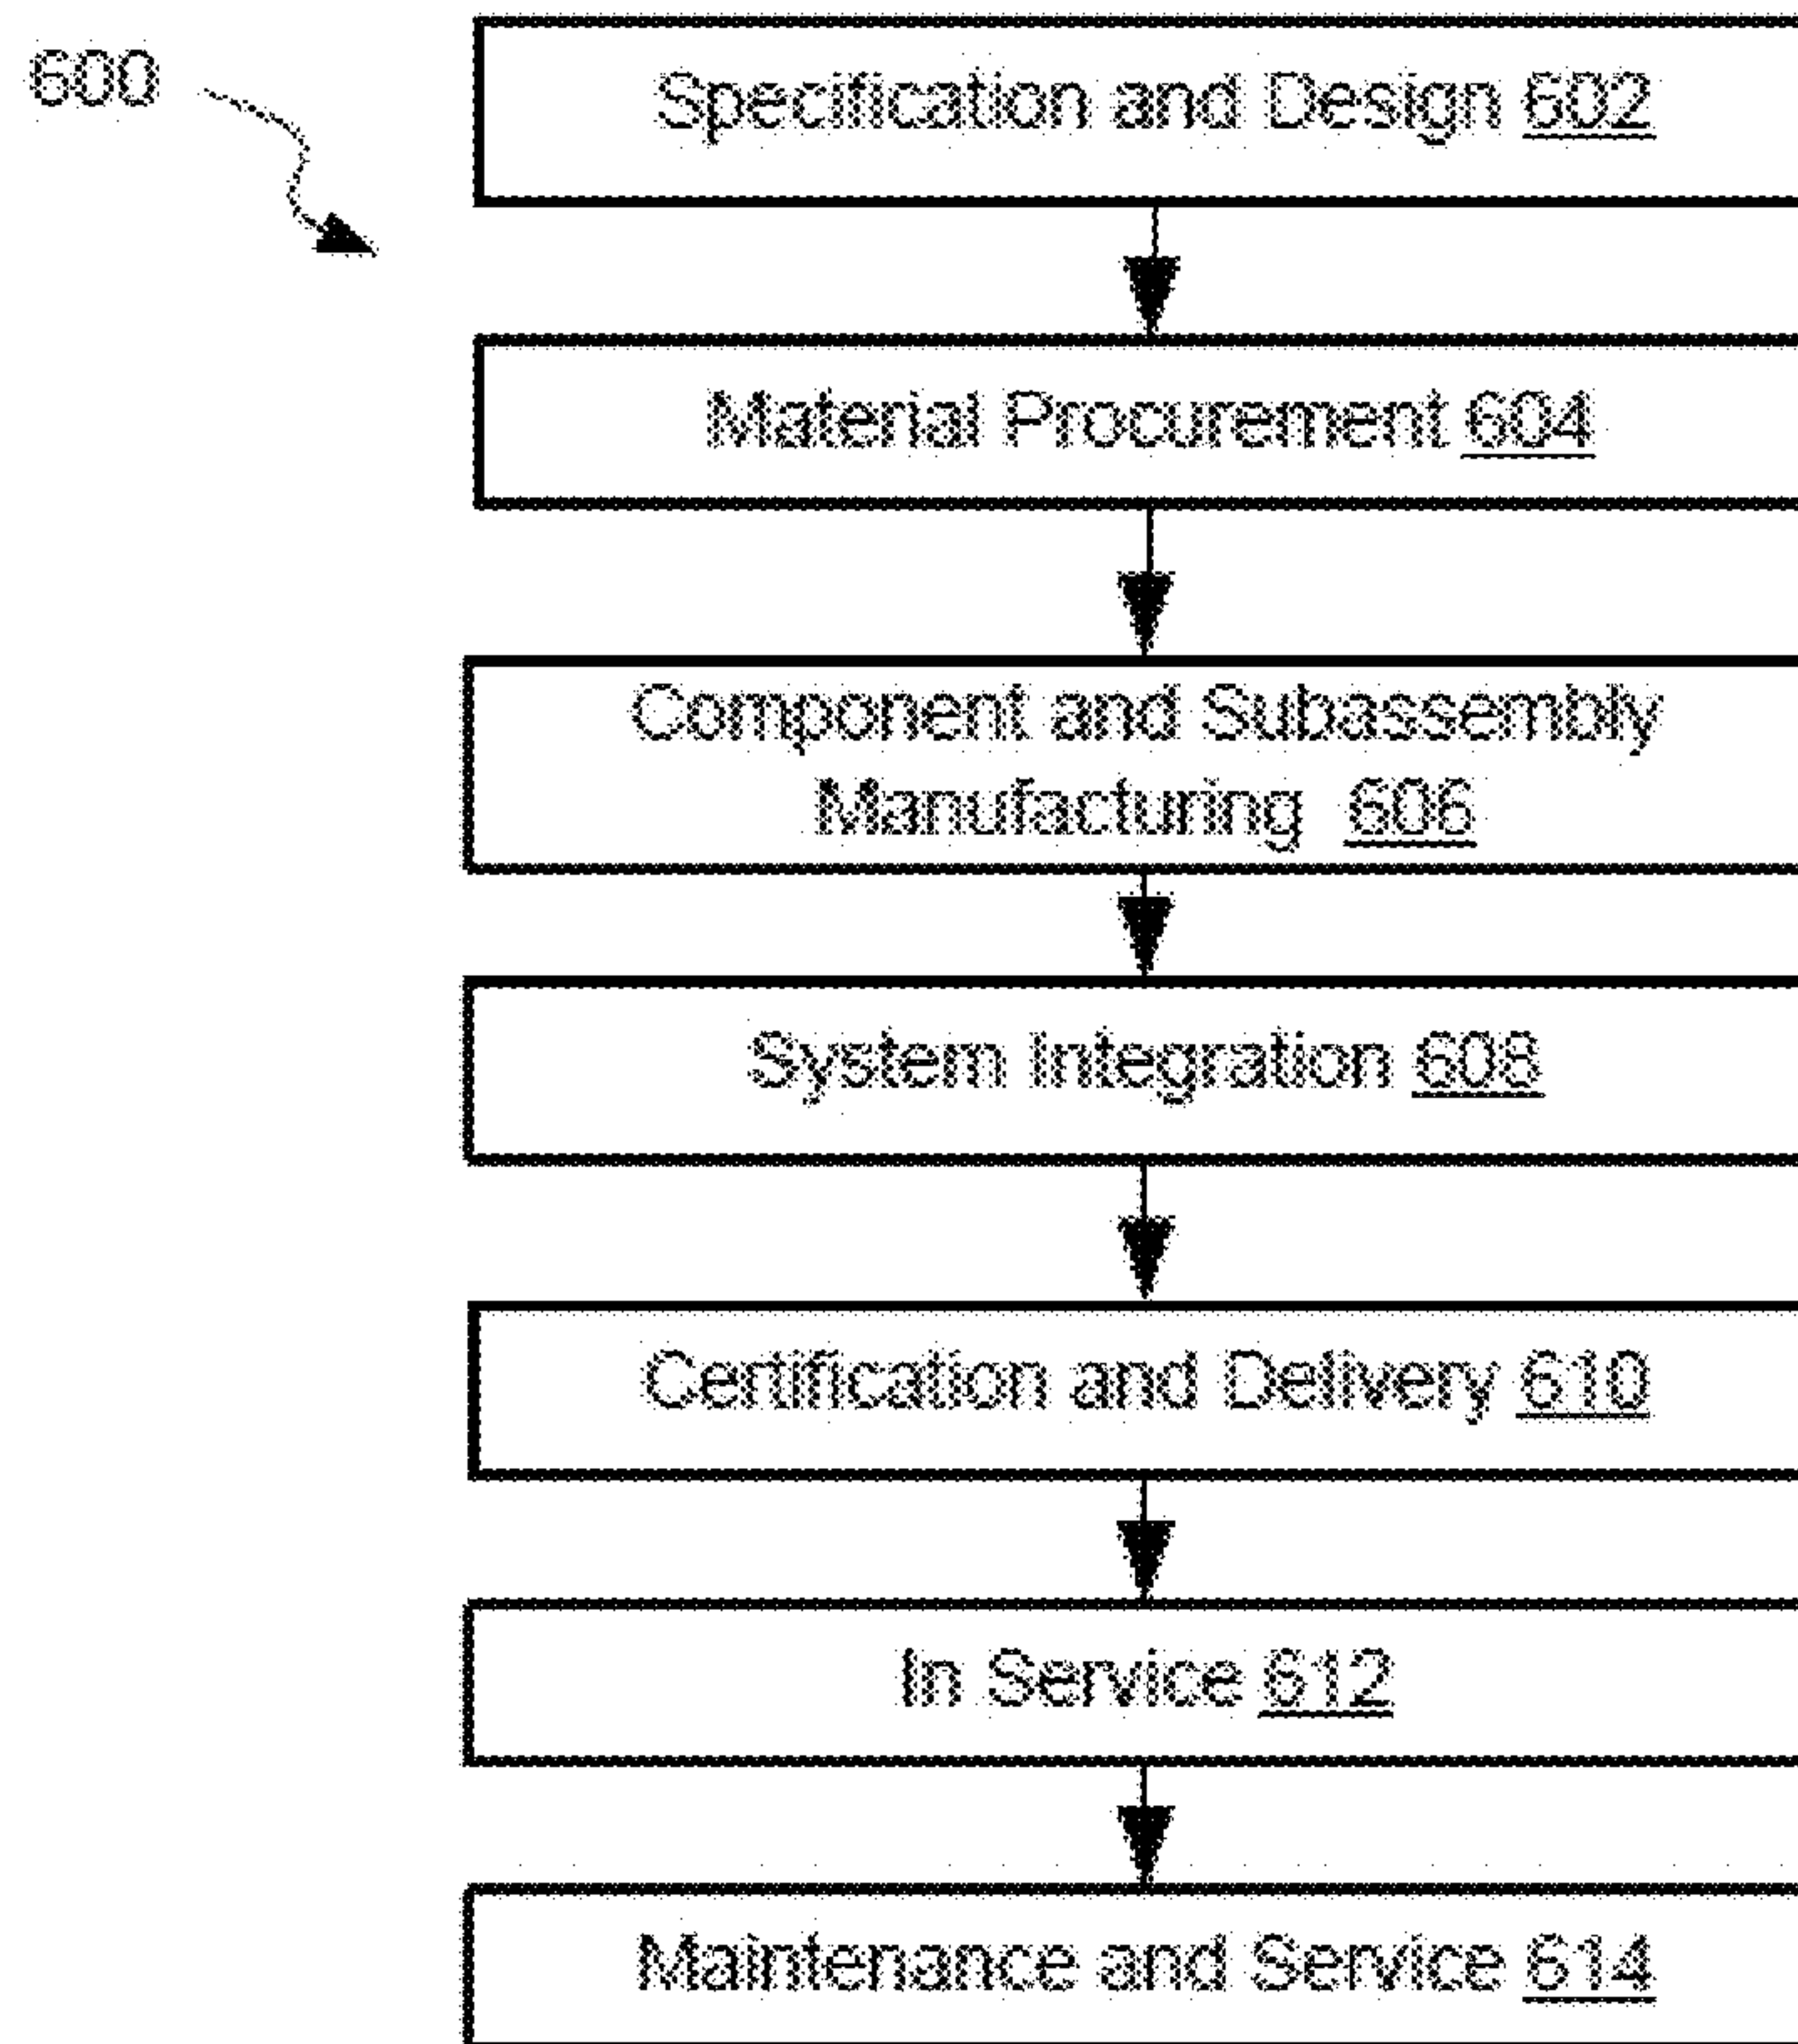 600
Specification and Design 602
Material Procurement 604
Component and Subassembly
Manufacturing 606
System Integration 608
Certification and Delivery 610
In Service 612
Maintenance and Service 614